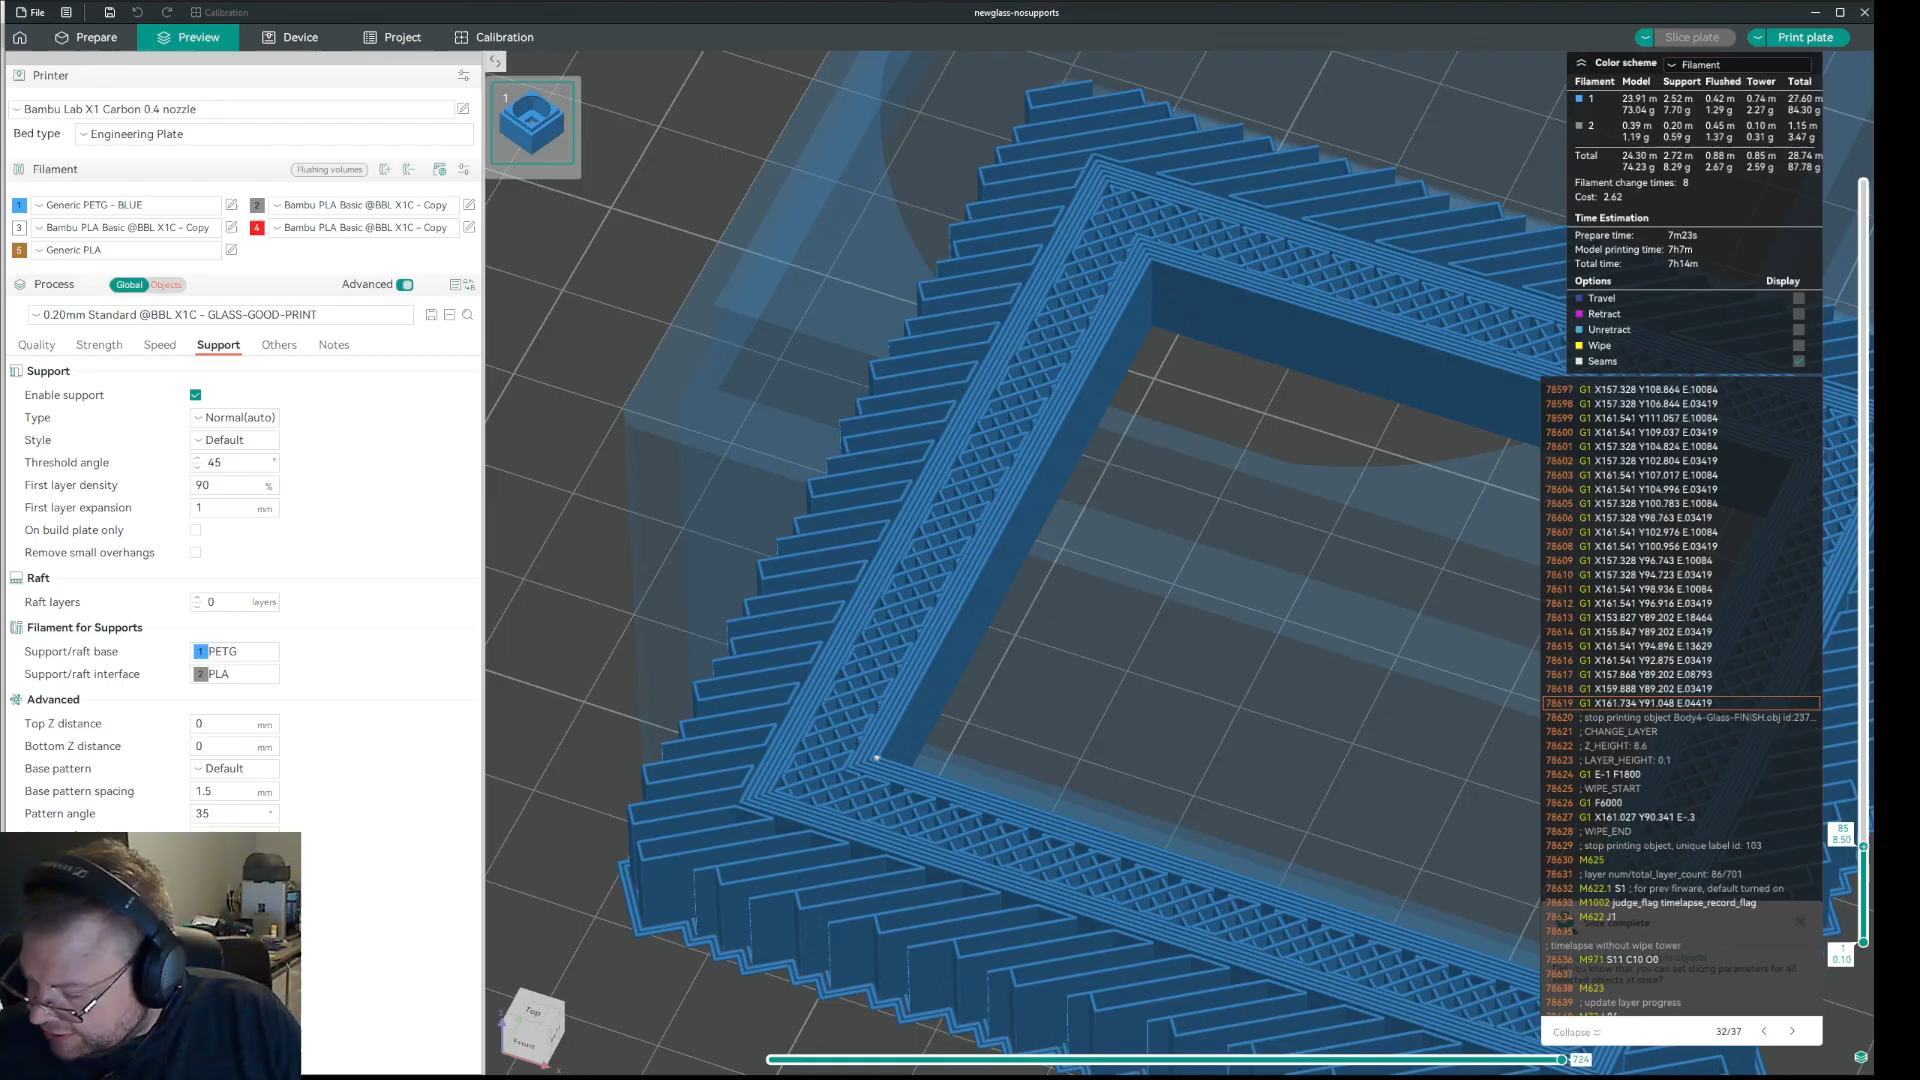 File
Calibration
newglass-nosupports
Prepare
Preview
Device
Project
Calibration
Slice plate
Print plate
Printer
Bambu Lab X1 Carbon 0.4 nozzle
Bed type
Engineering Plate
Filament
Flushing volumes
1 Generic PETG - BLUE
2 Bambu PLA Basic @BBL X1C - Copy
3 Bambu PLA Basic @BBL X1C - Copy
4 Bambu PLA Basic @BBL X1C - Copy
5 Generic PLA
Process
Global
Objects
Advanced
0.20mm Standard @BBL X1C - GLASS-GOOD-PRINT
Quality
Strength
Speed
Support
Others
Notes
Support
Enable support
Type
Normal(auto)
Style
Default
Threshold angle
45 °
First layer density
90 %
First layer expansion
1 mm
On build plate only
Remove small overhangs
Raft
Raft layers
0 layers
Filament for Supports
Support/raft base
1 PETG
Support/raft interface
2 PLA
Advanced
Top Z distance
0 mm
Bottom Z distance
0 mm
Base pattern
Default
Base pattern spacing
1.5 mm
Pattern angle
35 °
1
Top
Front
Color scheme
Filament
Filament Model Support Flushed Tower Total
1 23.91 m 2.52 m 0.42 m 0.74 m 27.60 m
73.04 g 7.70 g 1.29 g 2.27 g 84.30 g
2 0.39 m 0.20 m 0.45 m 0.10 m 1.15 m
1.19 g 0.59 g 1.37 g 0.31 g 3.47 g
Total 24.30 m 2.72 m 0.88 m 0.85 m 28.74 m
74.23 g 8.29 g 2.67 g 2.59 g 87.78 g
Filament change times: 8
Cost: 2.62
Time Estimation
Prepare time: 7m23s
Model printing time: 7h7m
Total time: 7h14m
Options Display
Travel
Retract
Unretract
Wipe
Seams
78597 G1 X157.328 Y108.864 E.10084
78598 G1 X157.328 Y106.844 E.03419
78599 G1 X161.541 Y111.057 E.10084
78600 G1 X161.541 Y109.037 E.03419
78601 G1 X157.328 Y104.824 E.10084
78602 G1 X157.328 Y102.804 E.03419
78603 G1 X161.541 Y107.017 E.10084
78604 G1 X161.541 Y104.996 E.03419
78605 G1 X157.328 Y100.783 E.10084
78606 G1 X157.328 Y98.763 E.03419
78607 G1 X161.541 Y102.976 E.10084
78608 G1 X161.541 Y100.956 E.03419
78609 G1 X157.328 Y96.743 E.10084
78610 G1 X157.328 Y94.723 E.03419
78611 G1 X161.541 Y98.936 E.10084
78612 G1 X161.541 Y96.916 E.03419
78613 G1 X153.827 Y89.202 E.18464
78614 G1 X155.847 Y89.202 E.03419
78615 G1 X161.541 Y94.896 E.13629
78616 G1 X161.541 Y92.875 E.03419
78617 G1 X157.868 Y89.202 E.08793
78618 G1 X159.888 Y89.202 E.03419
78619 G1 X161.734 Y91.048 E.04419
78620 ; stop printing object Body4-Glass-FINISH.obj id:237...
78621 ; CHANGE_LAYER
78622 ; Z_HEIGHT: 8.6
78623 ; LAYER_HEIGHT: 0.1
78624 G1 E-1 F1800
78625 ; WIPE_START
78626 G1 F6000
78627 G1 X161.027 Y90.341 E-.3
78628 ; WIPE_END
78629 ; stop printing object, unique label id: 103
78630 M625
78631 ; layer num/total_layer_count: 86/701
78632 M622.1 S1 ; for prev firware, default turned on
78633 M1002 judge_flag timelapse_record_flag
78634 M622 J1
Slice complete
78635
; timelapse without wipe tower
78636 M971 S11 C10 O0
78637
78638 M623
78639 ; update layer progress
85
8.50
1
0.10
Collapse
32/37
724